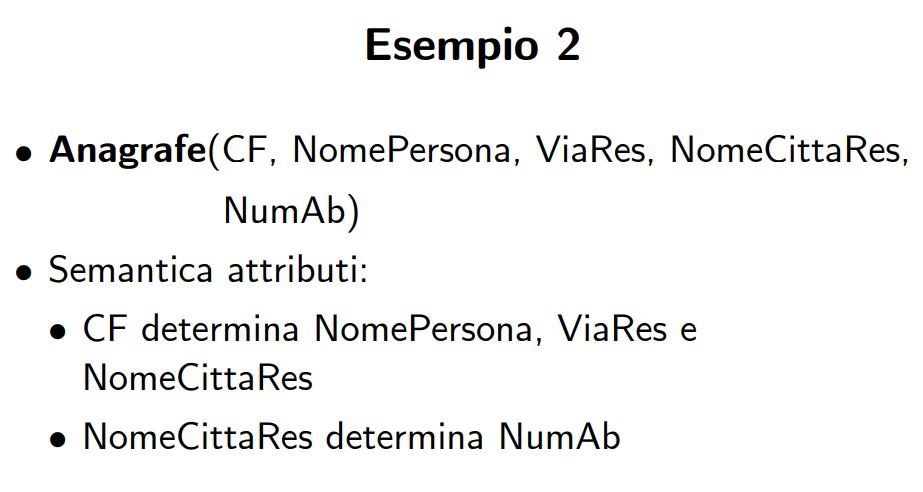 Esempio 2
• Anagrafe(CF, NomePersona, ViaRes, NomeCittaRes,
NumAb)
• Semantica attributi:
• CF determina NomePersona, ViaRes e
NomeCittaRes
• NomeCittaRes determina NumAb